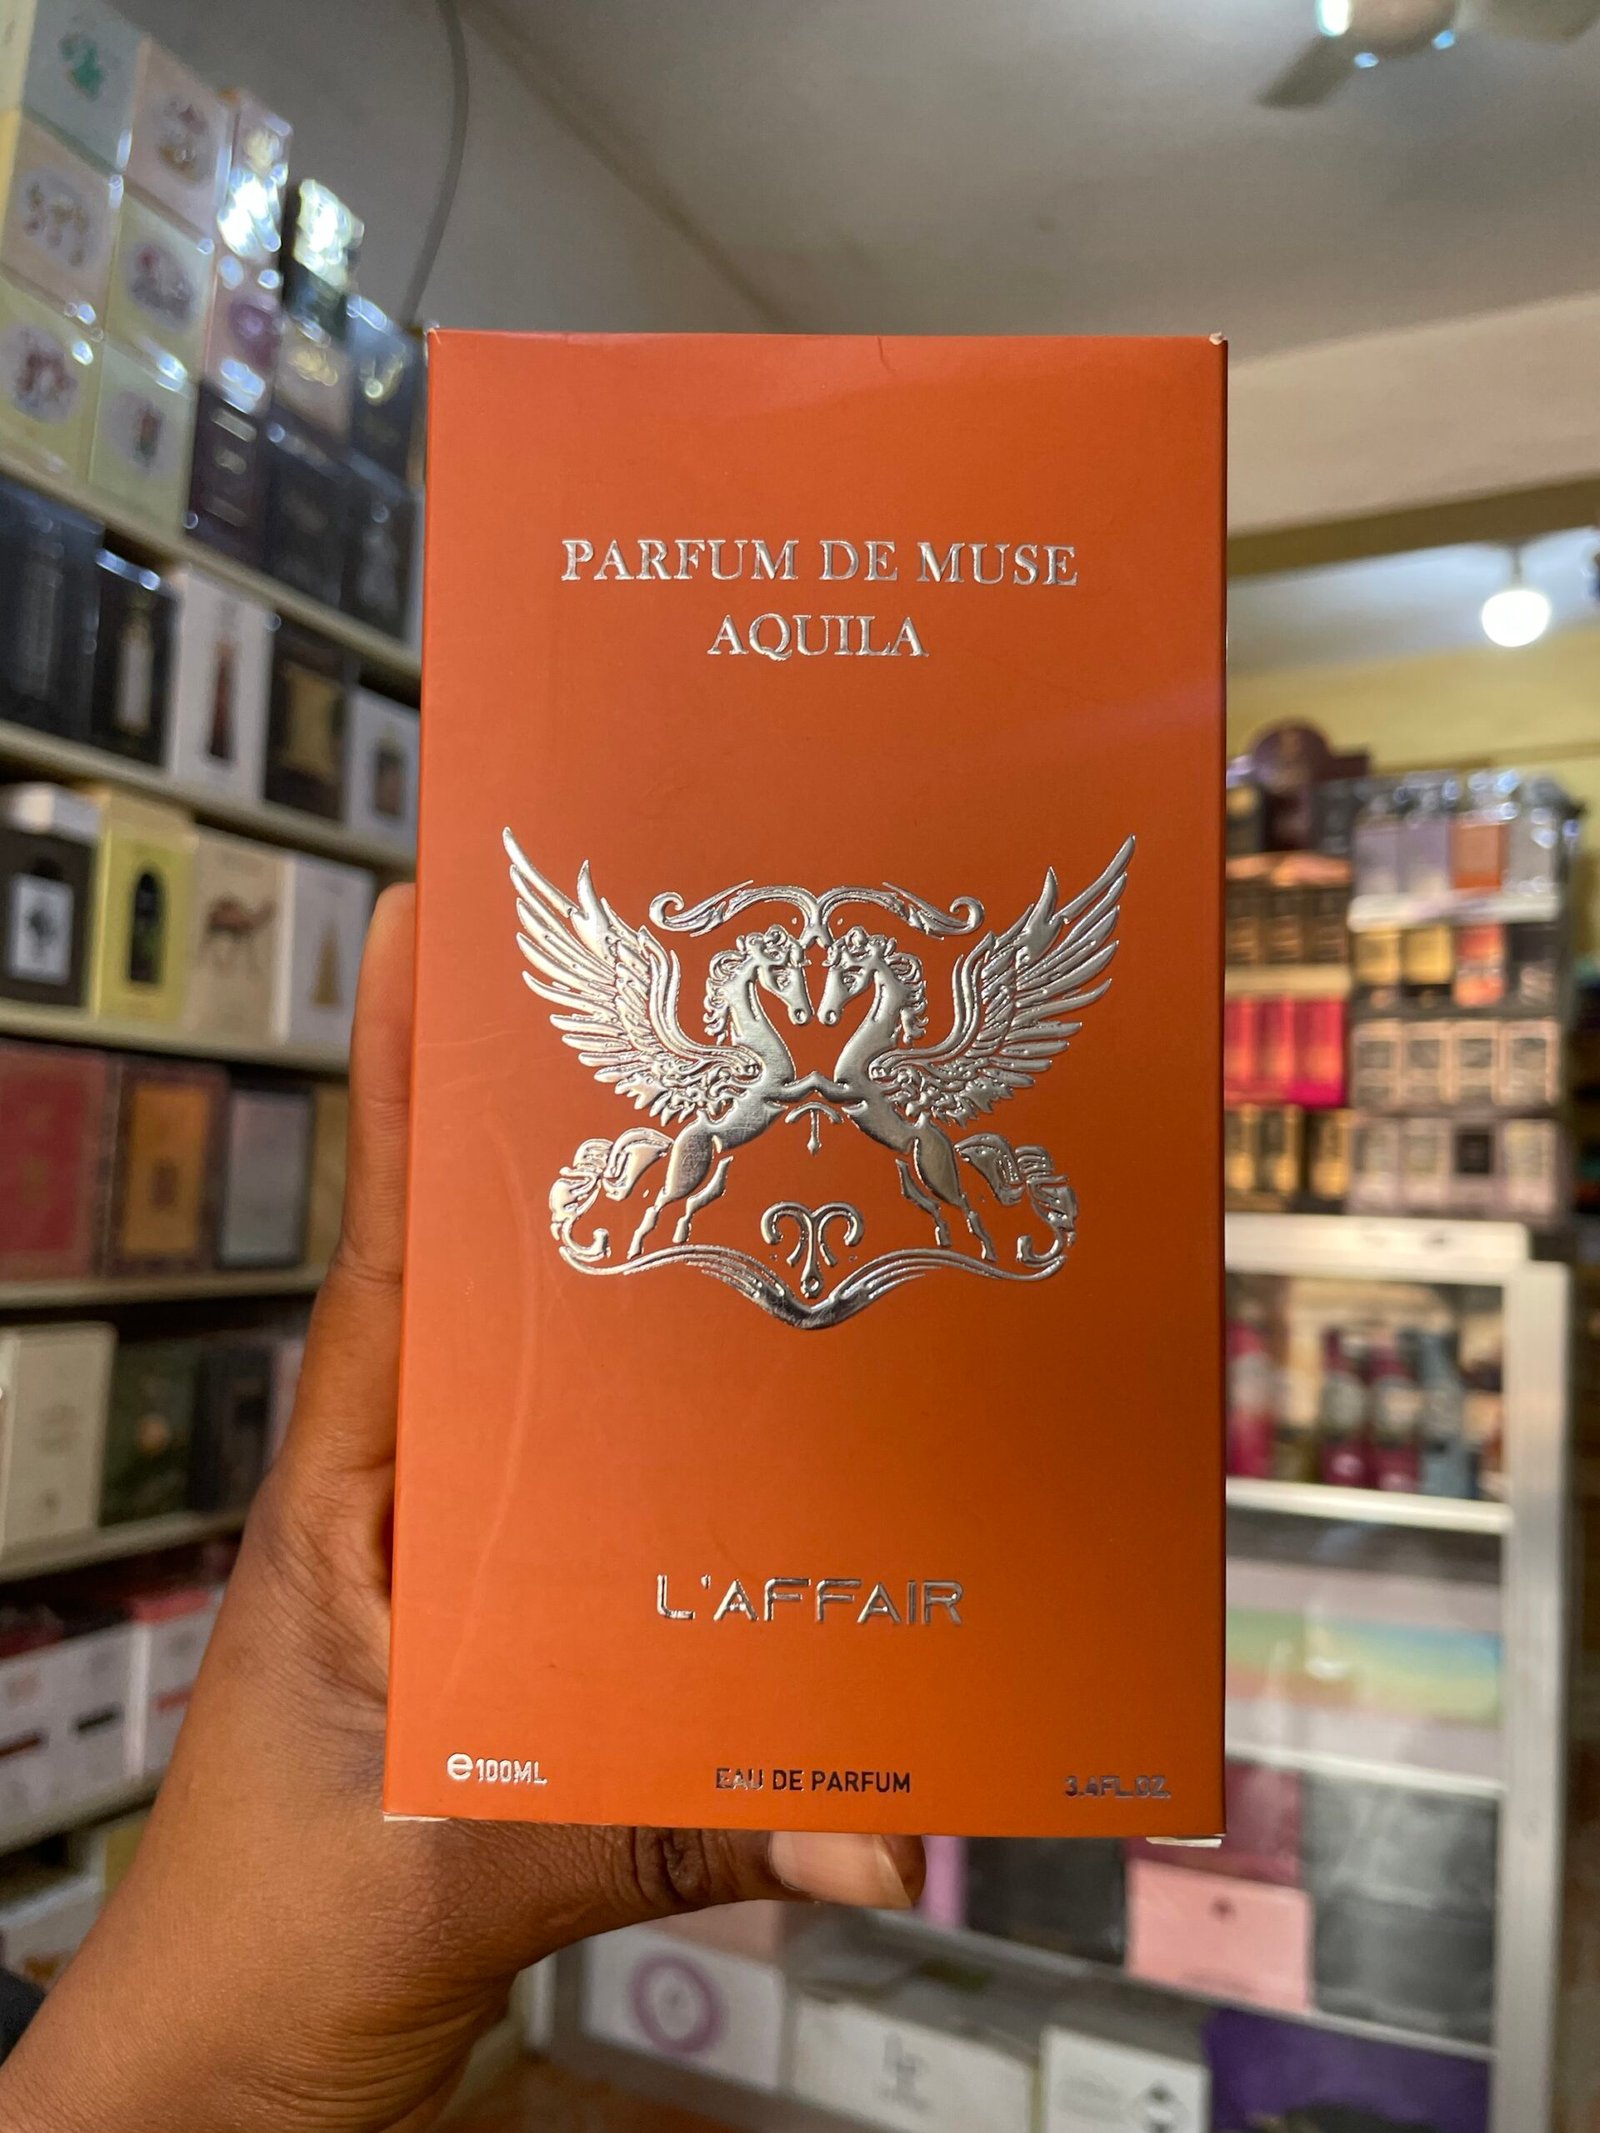 PARFUM DE MUSE
AQUILA
L'AFFAIR
℮100ML EAU DE PARFUM 3.4FL.OZ.